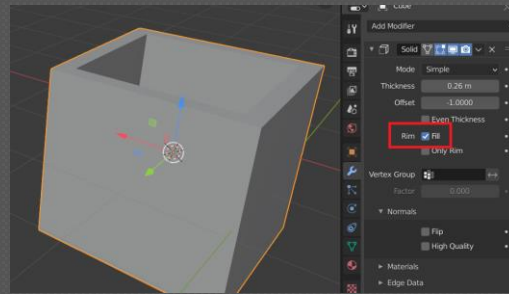 Cube
Add Modifier
Solid
Mode Simple
Thickness 0.26 m
Offset -1.0000
Even Thickness
Rim Fill
Only Rim
Vertex Group
Factor 0.000
Normals
Flip
High Quality
Materials
Edge Data